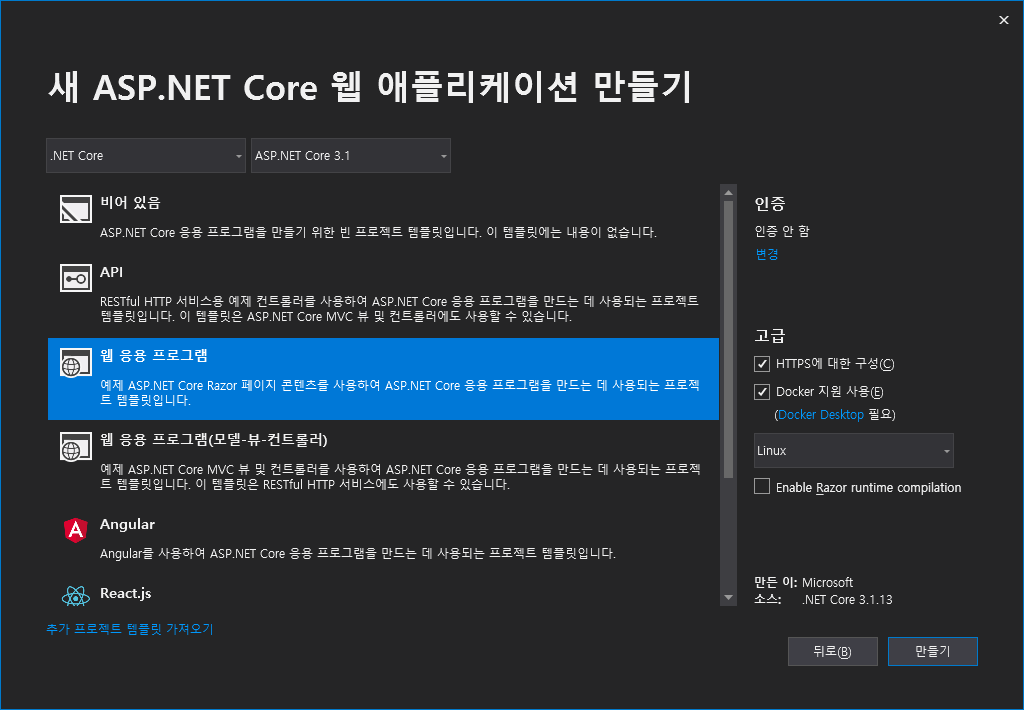 새 ASP.NET Core 웹 애플리케이션 만들기
.NET Core
ASP.NET Core 3.1
비어 있음
ASP.NET Core 응용 프로그램을 만들기 위한 빈 프로젝트 템플릿입니다. 이 템플릿에는 내용이 없습니다.
API
RESTful HTTP 서비스용 예제 컨트롤러를 사용하여 ASP.NET Core 응용 프로그램을 만드는 데 사용되는 프로젝트
템플릿입니다. 이 템플릿은 ASP.NET Core MVC 뷰 및 컨트롤러에도 사용할 수 있습니다.
웹 응용 프로그램
예제 ASP.NET Core Razor 페이지 콘텐츠를 사용하여 ASP.NET Core 응용 프로그램을 만드는 데 사용되는 프로젝
트 템플릿입니다.
웹 응용 프로그램(모델-뷰-컨트롤러)
예제 ASP.NET Core MVC 뷰 및 컨트롤러를 사용하여 ASP.NET Core 응용 프로그램을 만드는 데 사용되는 프로젝
트 템플릿입니다. 이 템플릿은 RESTful HTTP 서비스에도 사용할 수 있습니다.
Angular
Angular를 사용하여 ASP.NET Core 응용 프로그램을 만드는 데 사용되는 프로젝트 템플릿입니다.
React.js
추가 프로젝트 템플릿 가져오기
인증
인증 안 함
변경
고급
HTTPS에 대한 구성(C)
Docker 지원 사용(E)
(Docker Desktop 필요)
Linux
Enable Razor runtime compilation
만든 이: Microsoft
소스: .NET Core 3.1.13
뒤로(B)
만들기